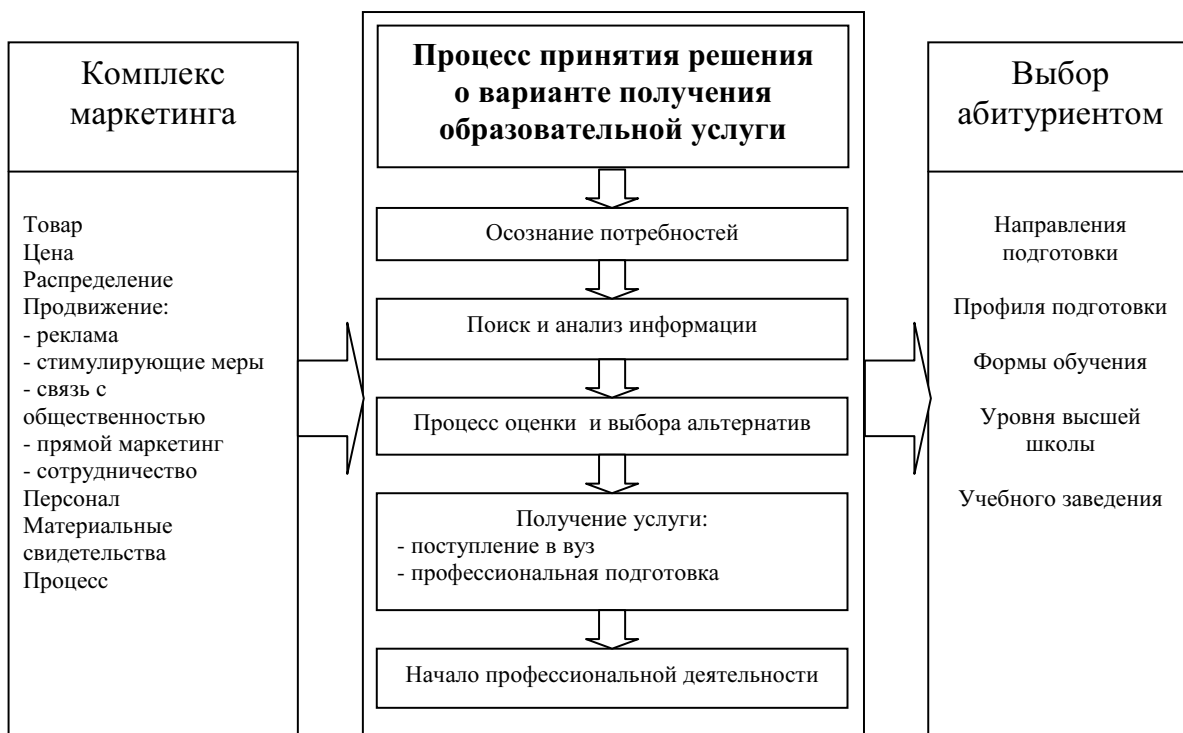 Комплекс
маркетинга
Товар
Цена
Распределение
Продвижение:
- реклама
- стимулирующие меры
- связь с
общественностью
- прямой маркетинг
- сотрудничество
Персонал
Материальные
свидетельства
Процесс
Процесс принятия решения
о варианте получения
образовательной услуги
Осознание потребностей
Поиск и анализ информации
Процесс оценки и выбора альтернатив
Получение услуги:
- поступление в вуз
- профессиональная подготовка
Начало профессиональной деятельности
Выбор
абитуриентом
Направления
подготовки
Профиля подготовки
Формы обучения
Уровня высшей
школы
Учебного заведения